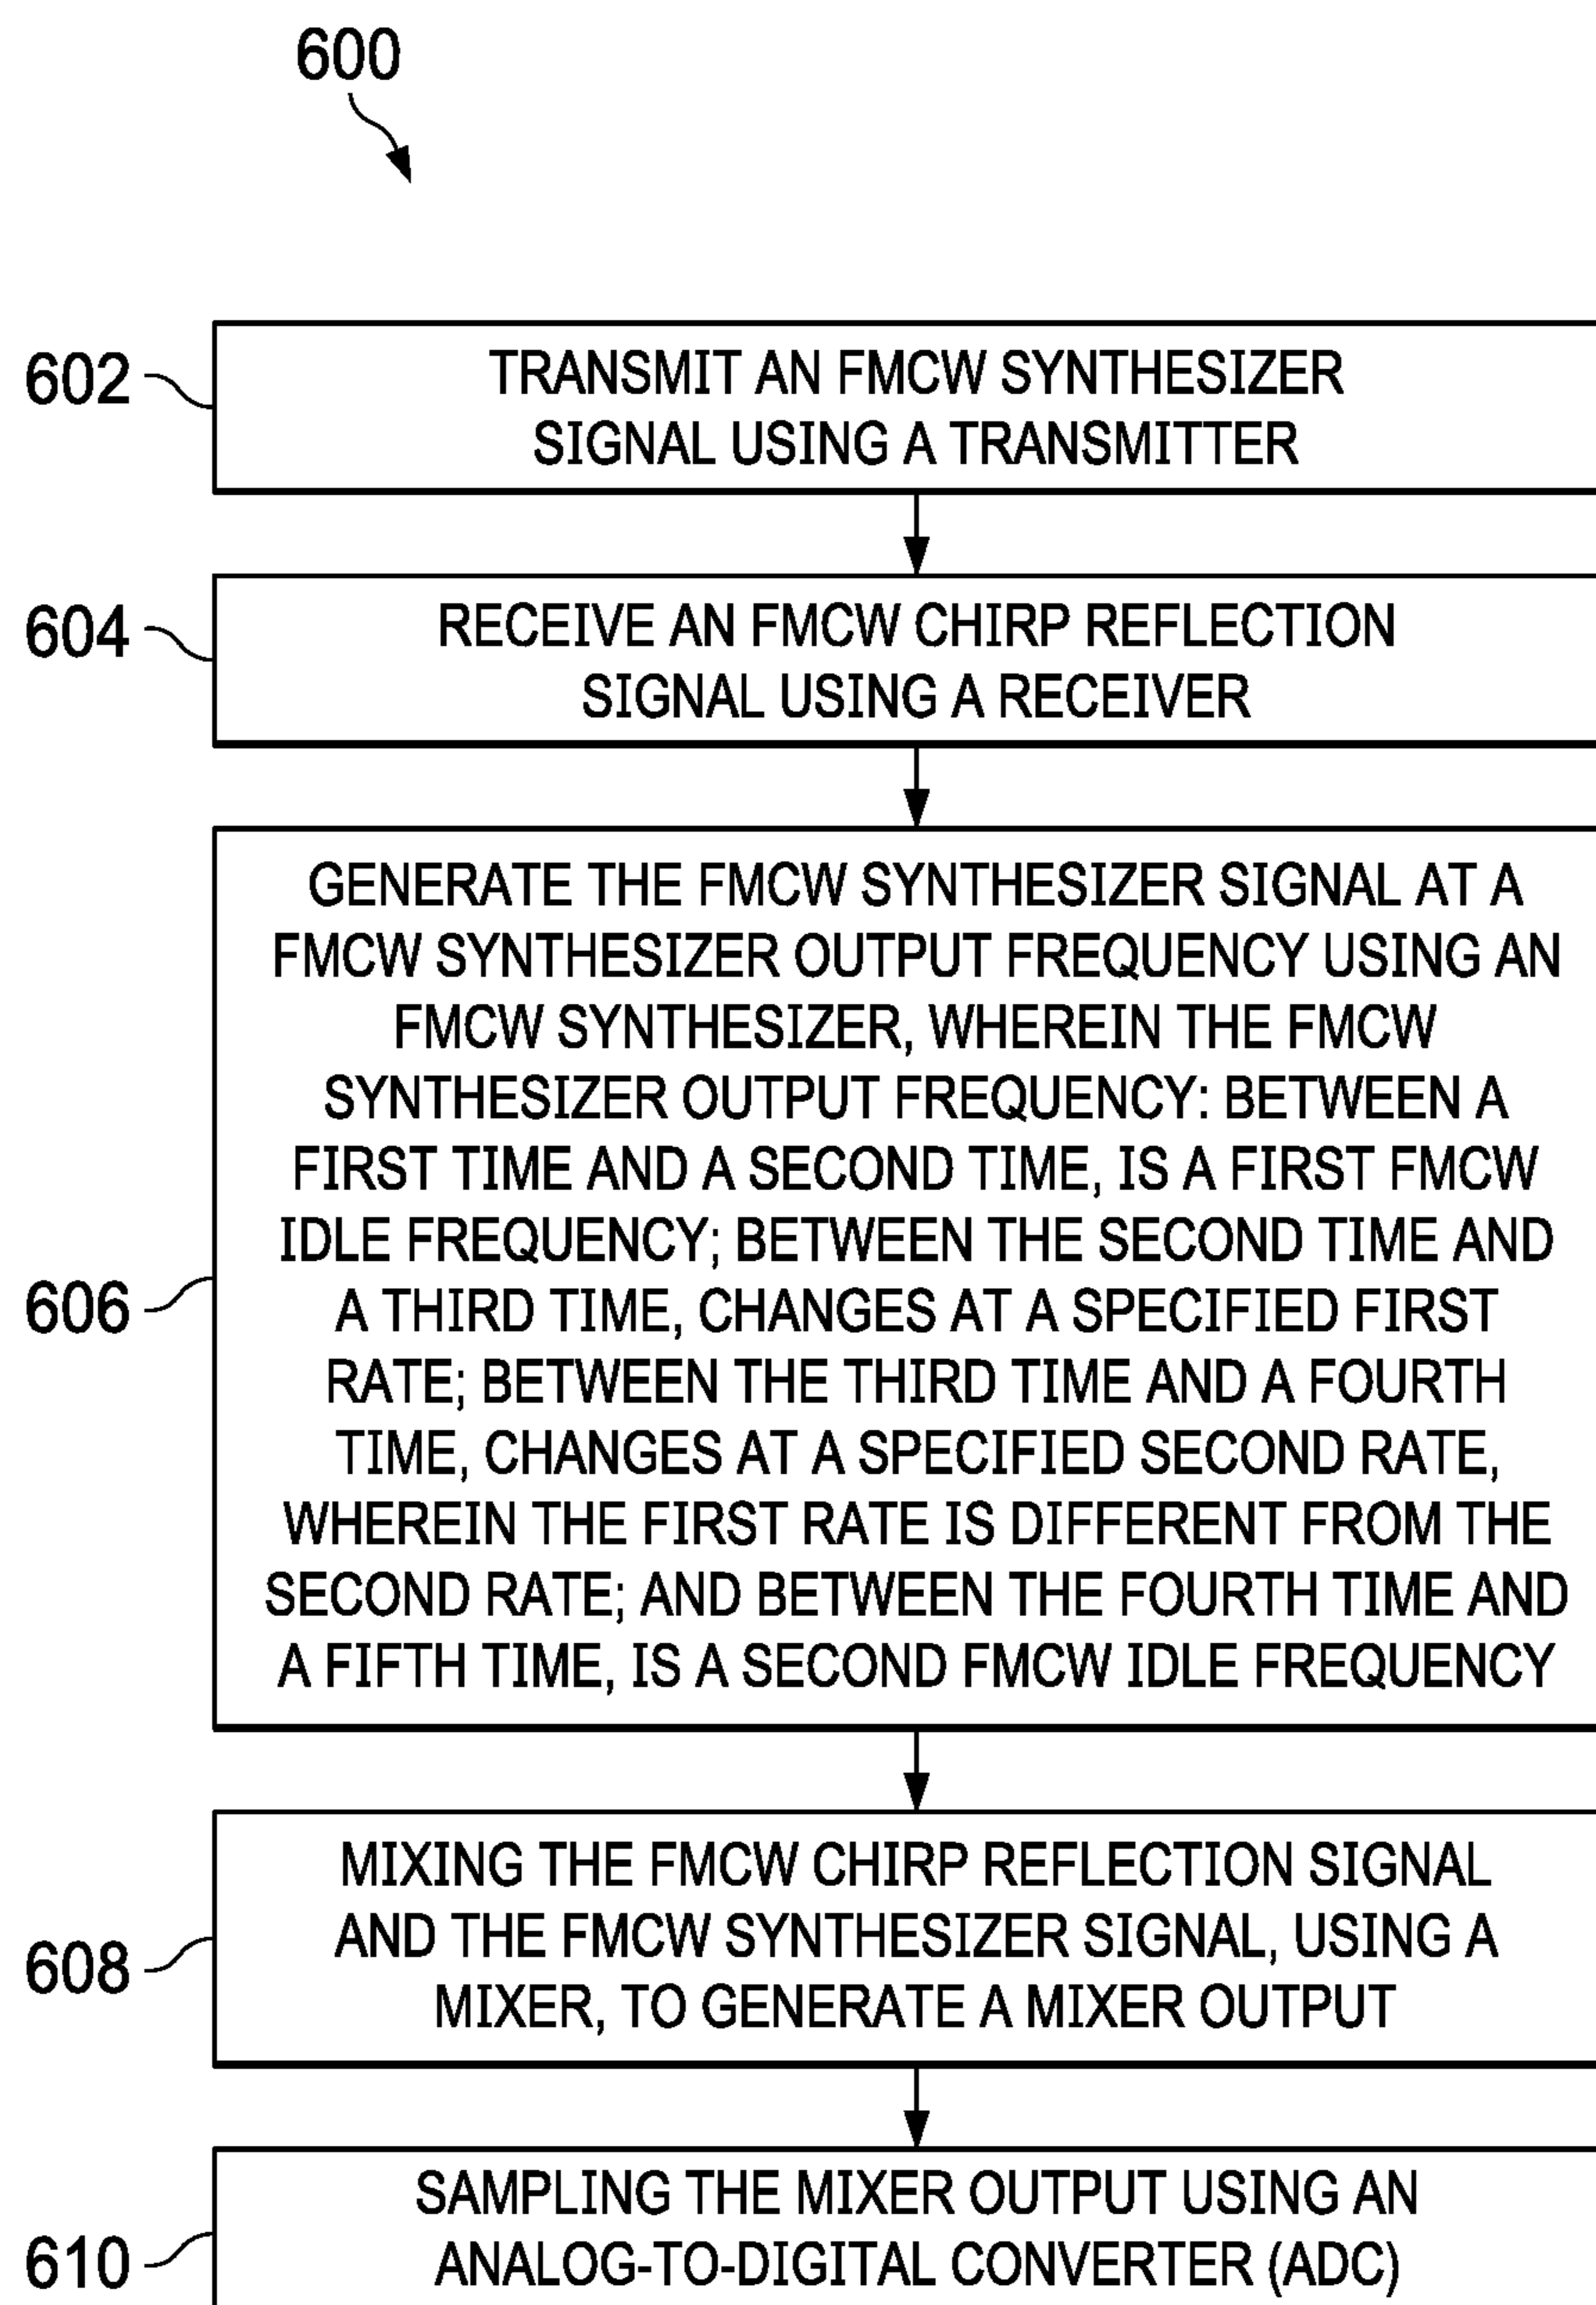 600
602
TRANSMIT AN FMCW SYNTHESIZER
SIGNAL USING A TRANSMITTER
604
RECEIVE AN FMCW CHIRP REFLECTION
SIGNAL USING A RECEIVER
606
GENERATE THE FMCW SYNTHESIZER SIGNAL AT A
FMCW SYNTHESIZER OUTPUT FREQUENCY USING AN
FMCW SYNTHESIZER, WHEREIN THE FMCW
SYNTHESIZER OUTPUT FREQUENCY: BETWEEN A
FIRST TIME AND A SECOND TIME, IS A FIRST FMCW
IDLE FREQUENCY; BETWEEN THE SECOND TIME AND
A THIRD TIME, CHANGES AT A SPECIFIED FIRST
RATE; BETWEEN THE THIRD TIME AND A FOURTH
TIME, CHANGES AT A SPECIFIED SECOND RATE,
WHEREIN THE FIRST RATE IS DIFFERENT FROM THE
SECOND RATE; AND BETWEEN THE FOURTH TIME AND
A FIFTH TIME, IS A SECOND FMCW IDLE FREQUENCY
608
MIXING THE FMCW CHIRP REFLECTION SIGNAL
AND THE FMCW SYNTHESIZER SIGNAL, USING A
MIXER, TO GENERATE A MIXER OUTPUT
610
SAMPLING THE MIXER OUTPUT USING AN
ANALOG-TO-DIGITAL CONVERTER (ADC)